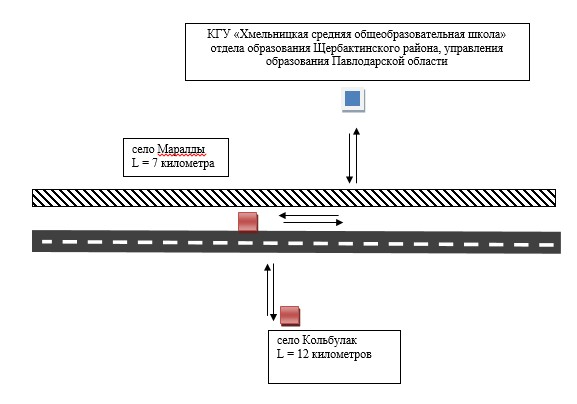 КГУ «Хмельницкая средняя общеобразовательная школа»
отдела образования Щербактинского района, управления
образования Павлодарской области
село Маралды
L = 7 километра
село Кольбулак
L = 12 километров